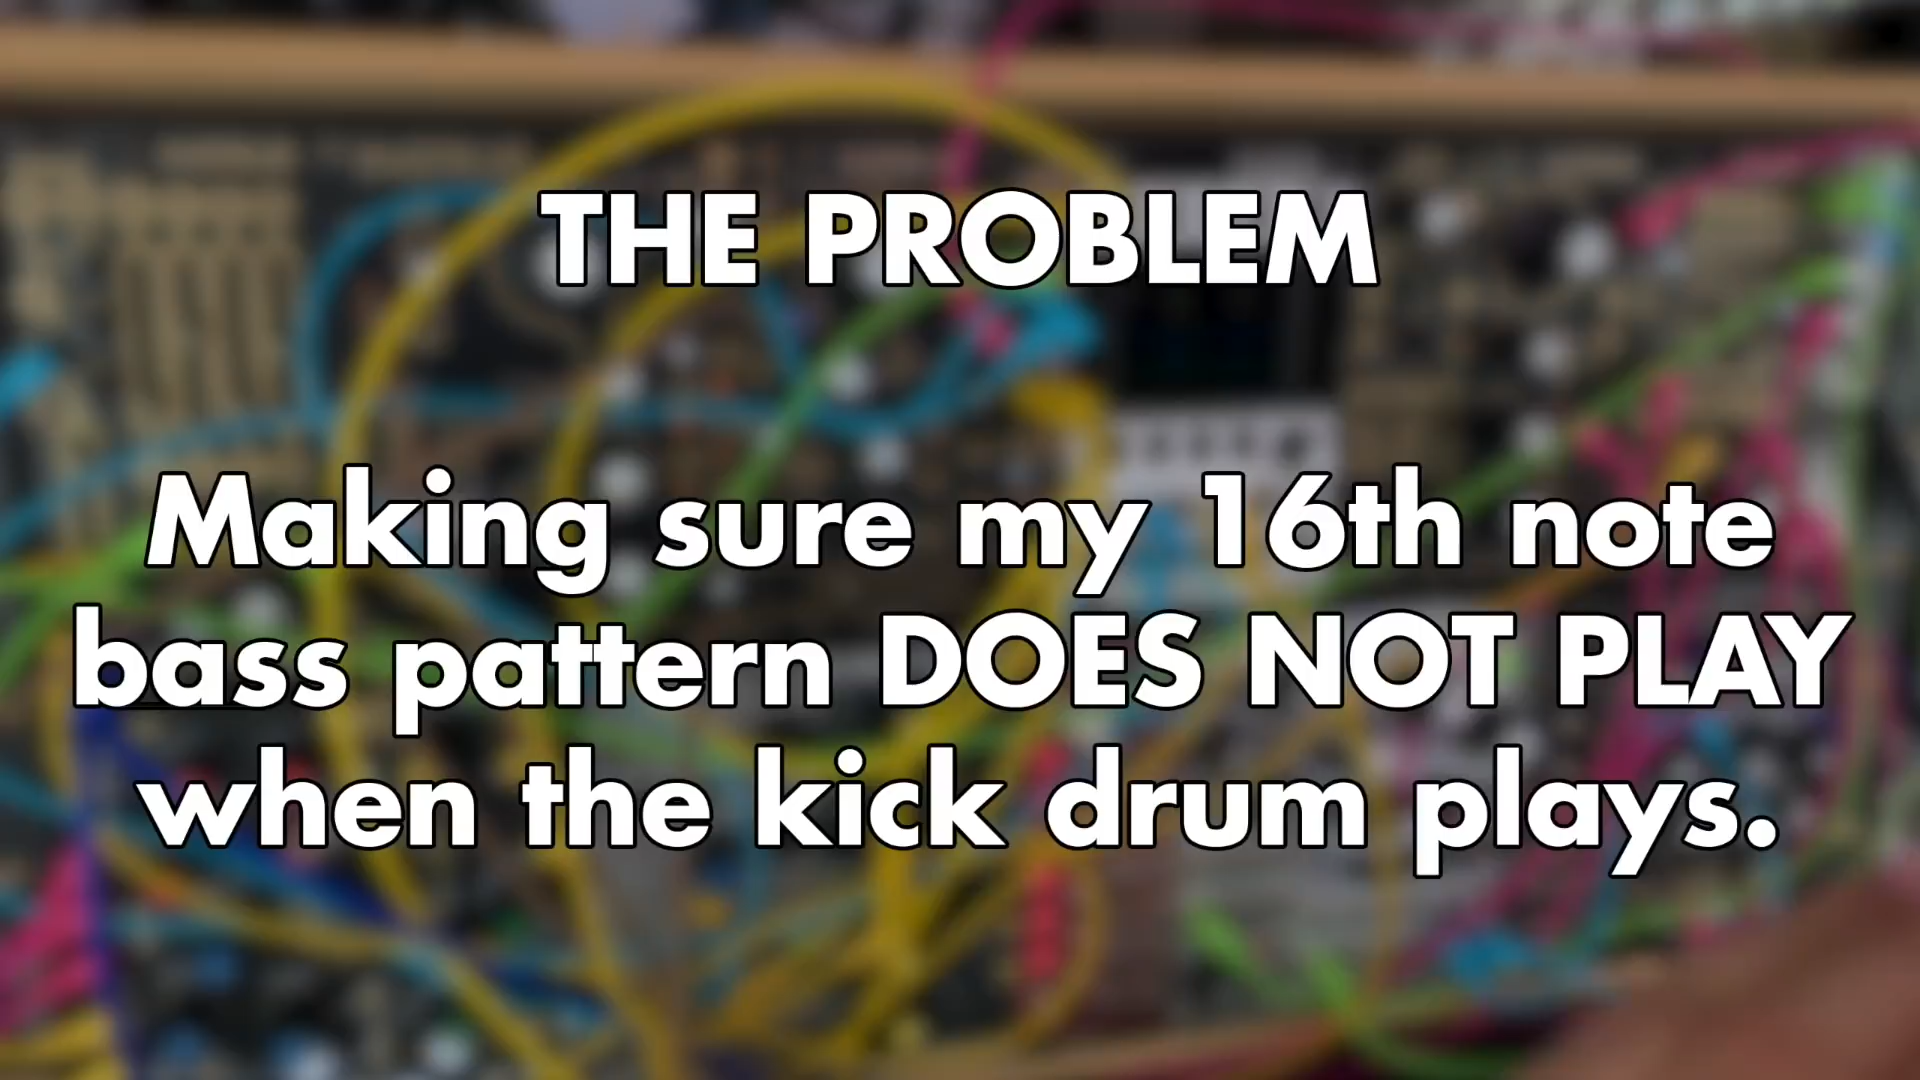 THE PROBLEM
Making sure my 16th note
bass pattern DOES NOT PLAY
when the kick drum plays.